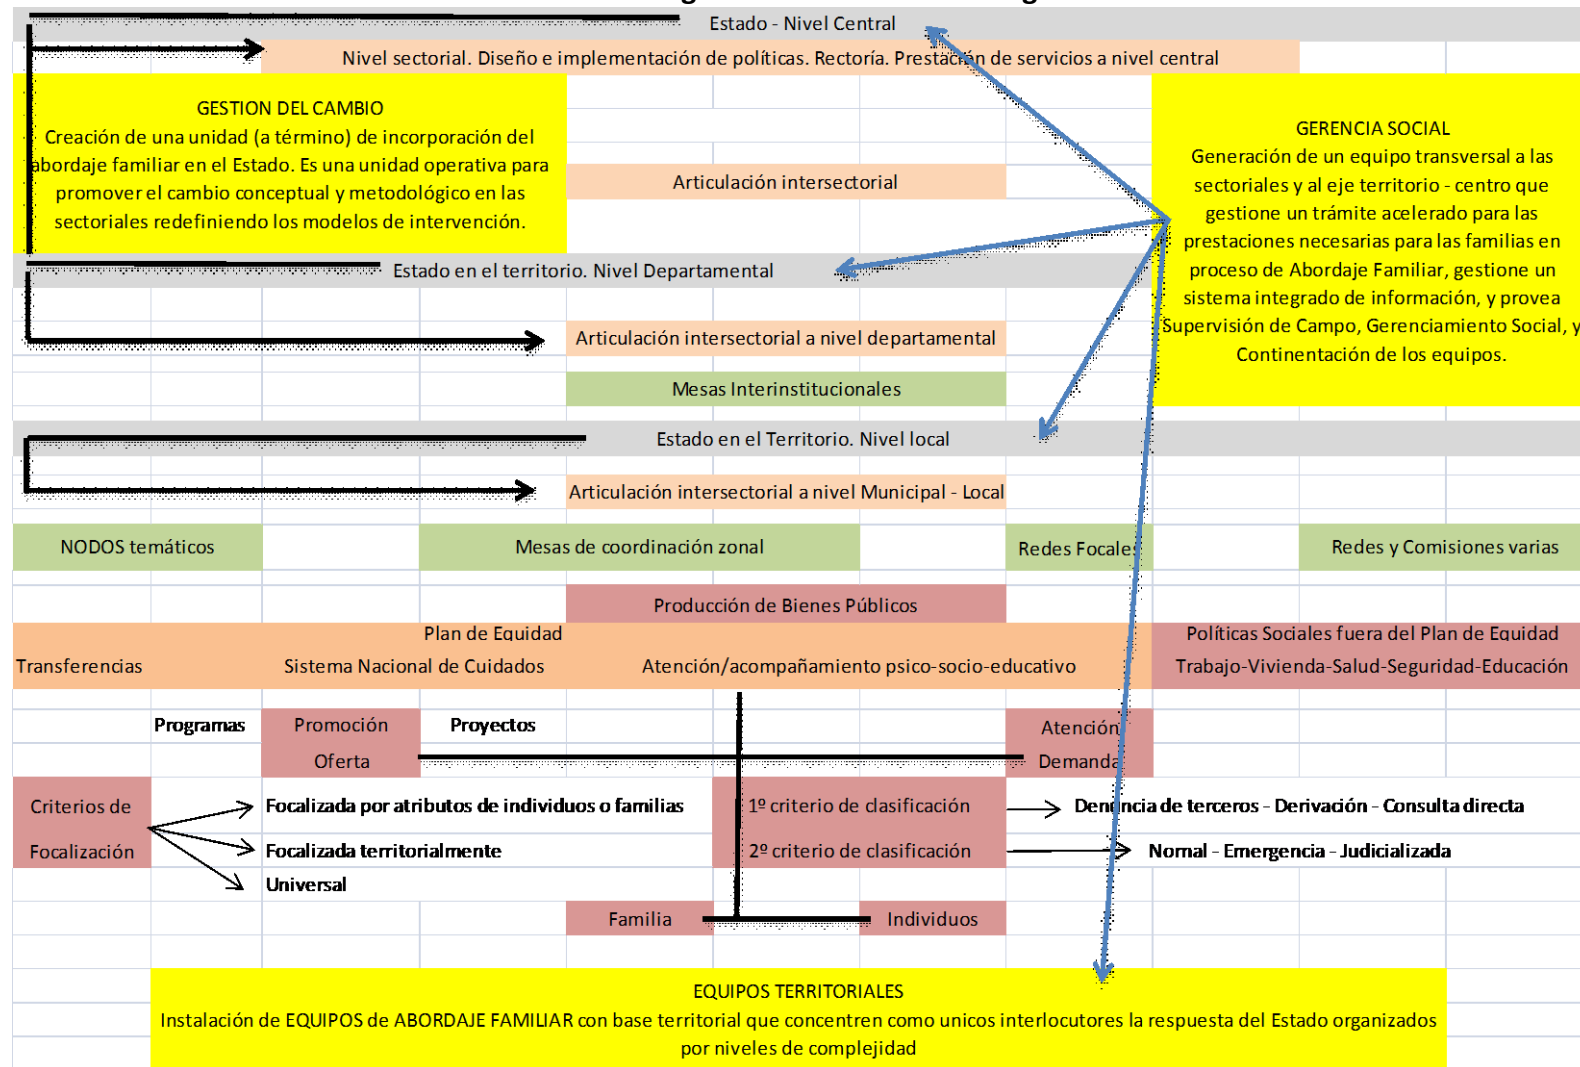 Estado - Nivel Central
Nivel sectorial. Diseño e implementación de políticas. Rectoría. Prestación de servicios a nivel central
GESTION DEL CAMBIO
Creación de una unidad (a término) de incorporación del
abordaje familiar en el Estado. Es una unidad operativa para
promover el cambio conceptual y metodológico en las
sectoriales redefiniendo los modelos de intervención.
Articulación intersectorial
GERENCIA SOCIAL
Generación de un equipo transversal a las
sectoriales y al eje territorio - centro que
gestione un trámite acelerado para las
prestaciones necesarias para las familias en
proceso de Abordaje Familiar, gestione un
sistema integrado de información, y provea
Supervisión de Campo, Gerenciamiento Social, y
Continentación de los equipos.
Estado en el territorio. Nivel Departamental
Articulación intersectorial a nivel departamental
Mesas Interinstitucionales
Estado en el Territorio. Nivel local
Articulación intersectorial a nivel Municipal - Local
NODOS temáticos
Mesas de coordinación zonal
Redes Focales
Redes y Comisiones varias
Producción de Bienes Públicos
Plan de Equidad
Políticas Sociales fuera del Plan de Equidad
Transferencias
Sistema Nacional de Cuidados
Atención/acompañamiento psico-socio-educativo
Trabajo-Vivienda-Salud-Seguridad-Educación
Programas
Promoción
Oferta
Proyectos
Atención
Demanda
Criterios de
Focalización
Focalizada por atributos de individuos o familias
Focalizada territorialmente
Universal
1º criterio de clasificación
2º criterio de clasificación
Denuncia de terceros - Derivación - Consulta directa
Normal - Emergencia - Judicializada
Familia
Individuos
EQUIPOS TERRITORIALES
Instalación de EQUIPOS de ABORDAJE FAMILIAR con base territorial que concentren como unicos interlocutores la respuesta del Estado organizados
por niveles de complejidad